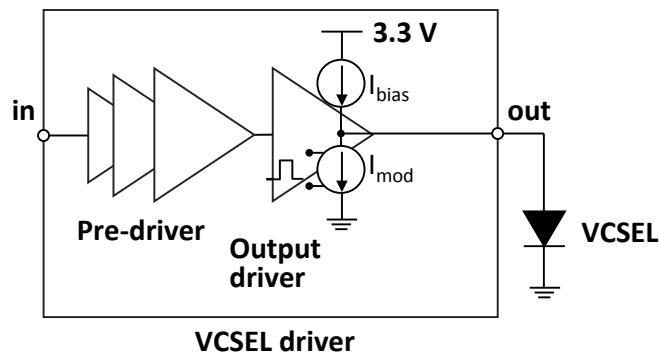 3.3 V
in
I_bias
out
I_mod
Pre-driver
Output
driver
VCSEL
VCSEL driver